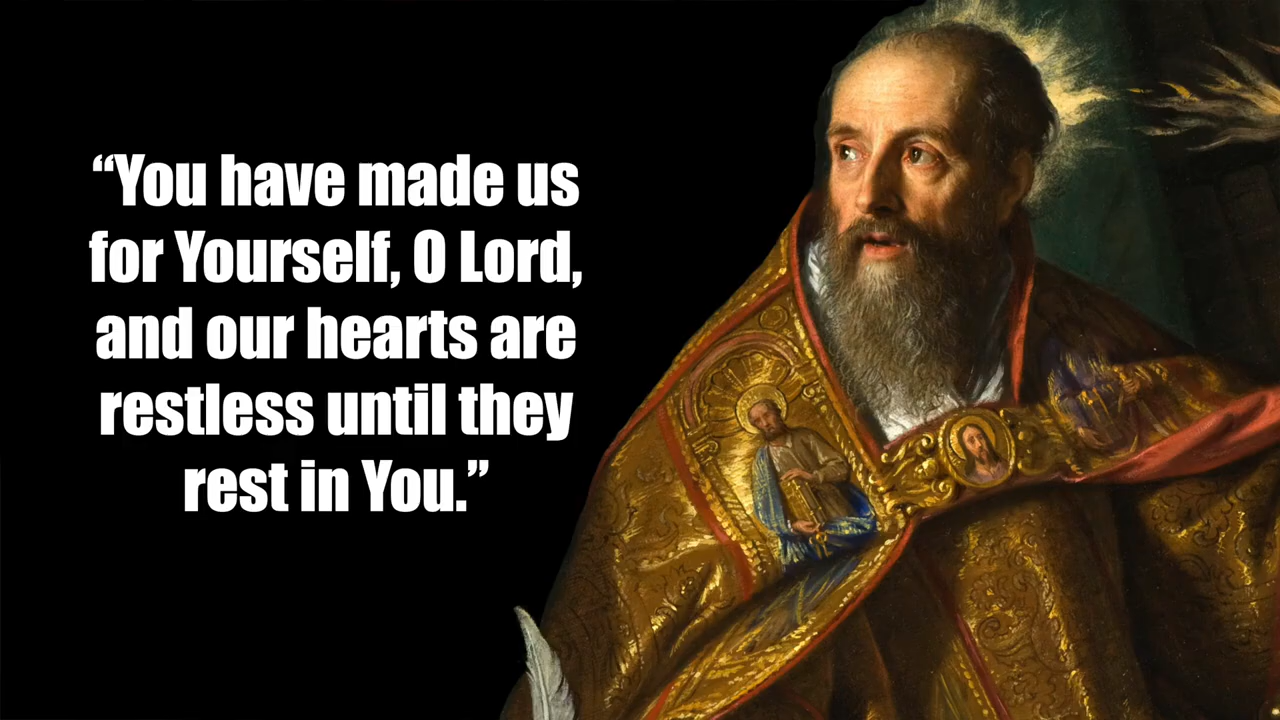 “You have made us
for Yourself, O Lord,
and our hearts are
restless until they
rest in You.”